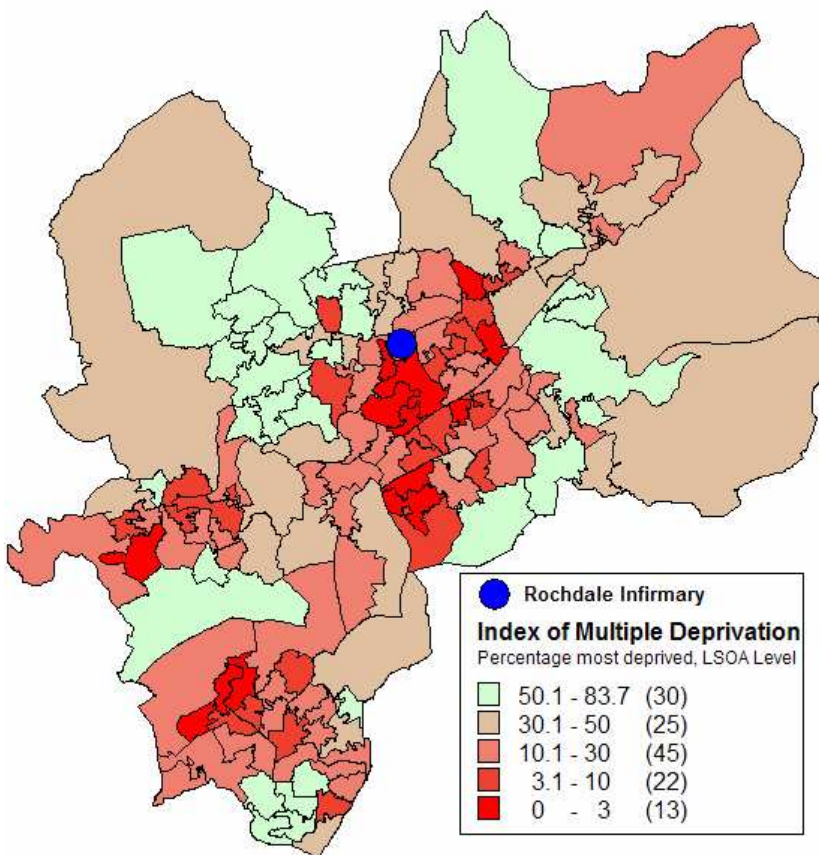 Rochdale Infirmary
Index of Multiple Deprivation
Percentage most deprived, LSOA Level
50.1 - 83.7 (30)
30.1 - 50 (25)
10.1 - 30 (45)
3.1 - 10 (22)
0 - 3 (13)